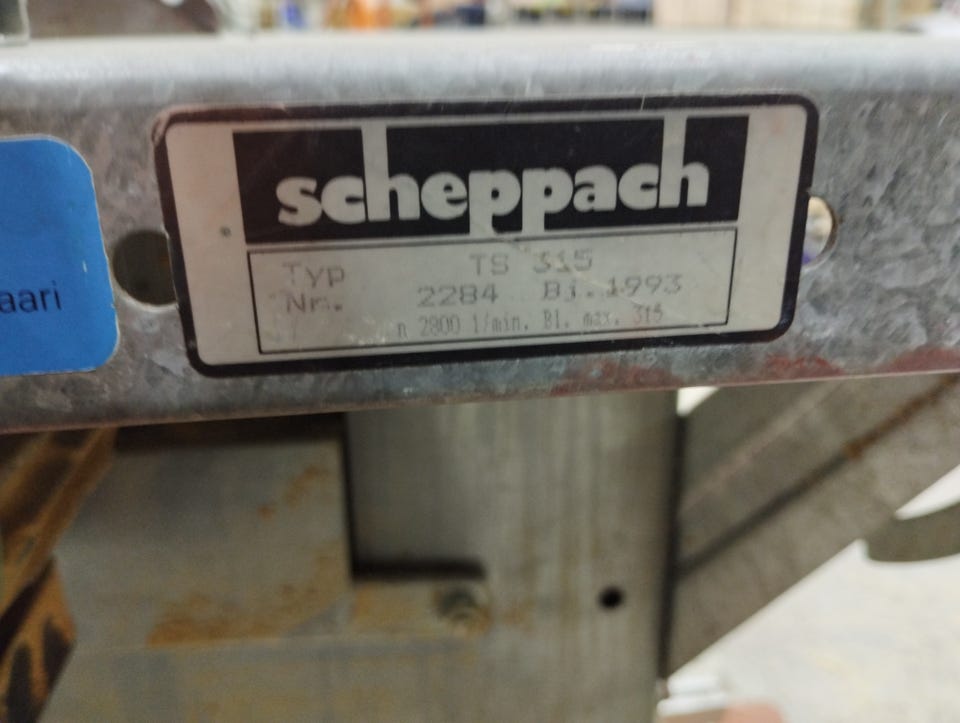 scheppach
Typ TS 315
Nr. 2284 Bj. 1993
n 2800 1/min. Bl. max. 315
aari